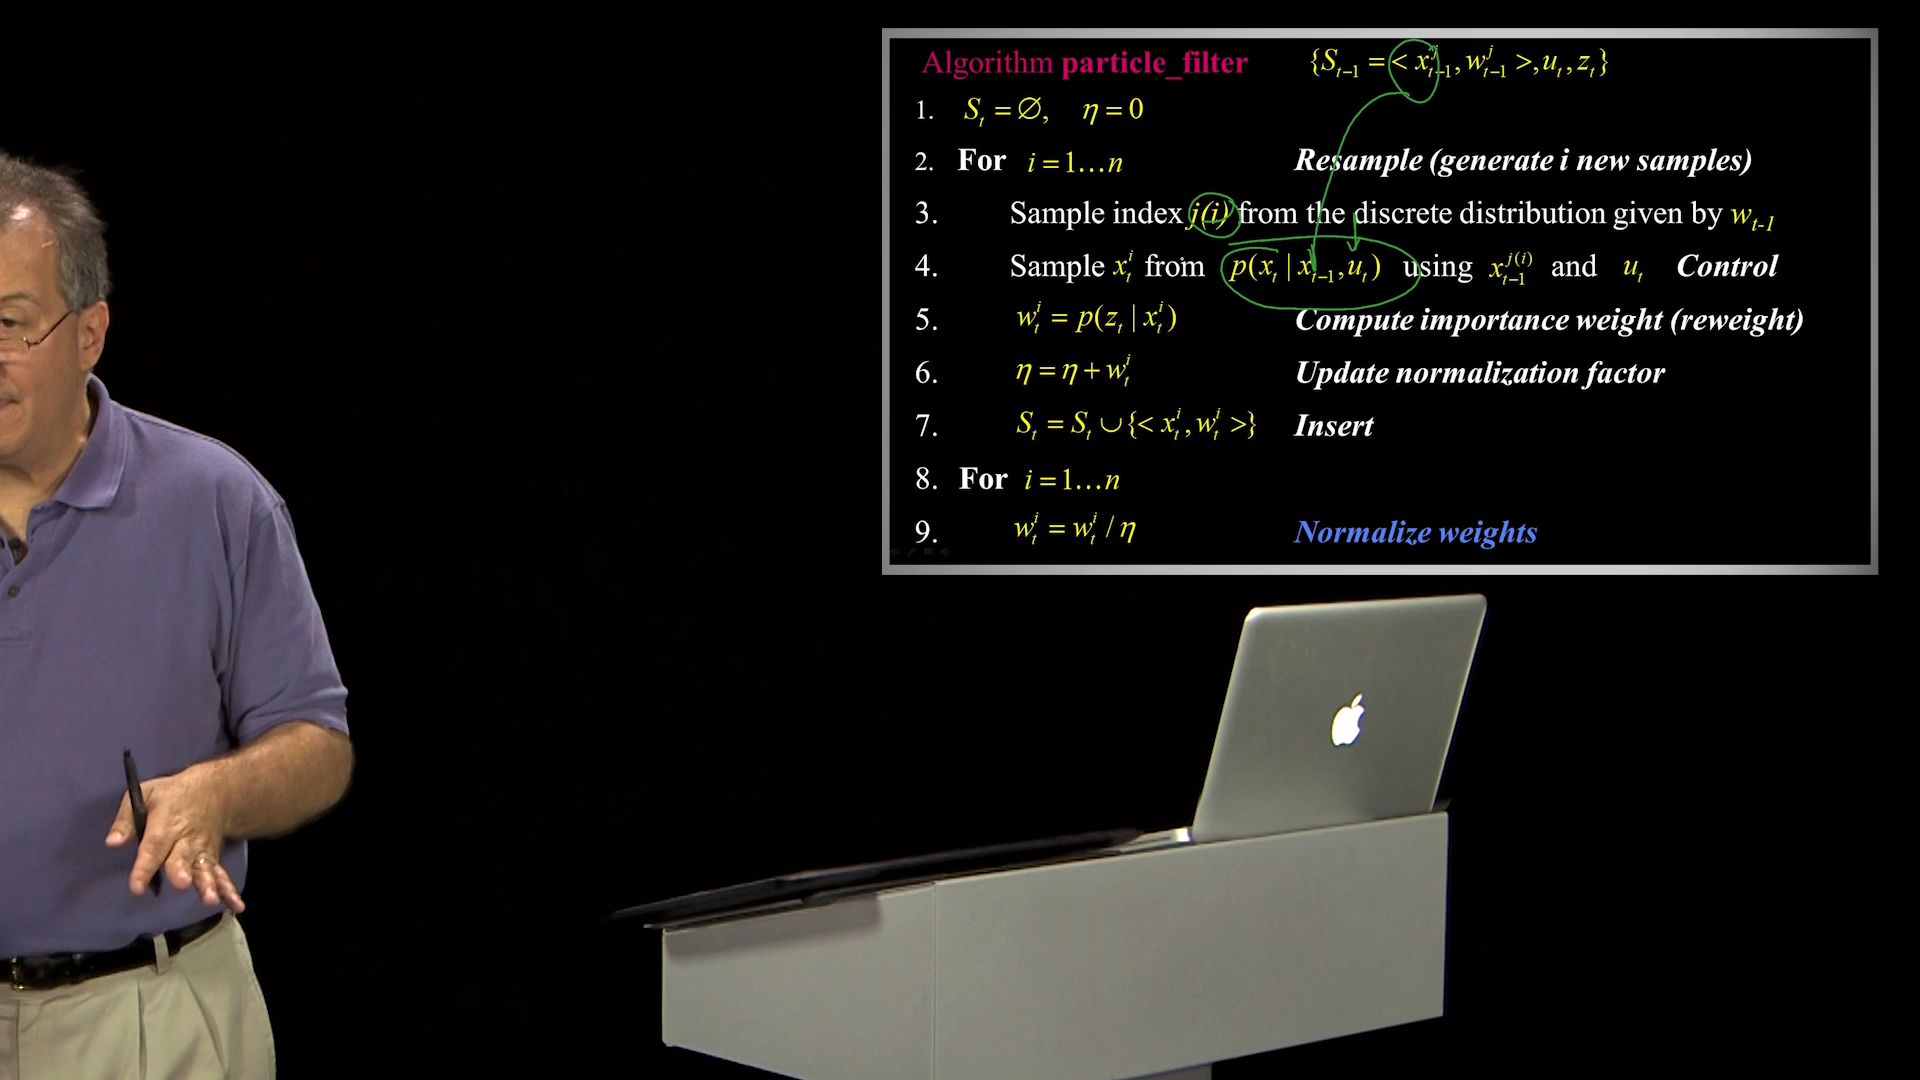 Algorithm particle_filter {S_{t-1} = < x^j_{t-1}, w^j_{t-1} >, u_t, z_t}
1. S_t = ∅, η = 0
2. For i = 1…n Resample (generate i new samples)
3. Sample index j(i) from the discrete distribution given by w_{t-1}
4. Sample x^i_t from p(x_t | x_{t-1}, u_t) using x^{j(i)}_{t-1} and u_t Control
5. w^i_t = p(z_t | x^i_t) Compute importance weight (reweight)
6. η = η + w^i_t Update normalization factor
7. S_t = S_t ∪ {< x^i_t, w^i_t >} Insert
8. For i = 1…n
9. w^i_t = w^i_t / η Normalize weights